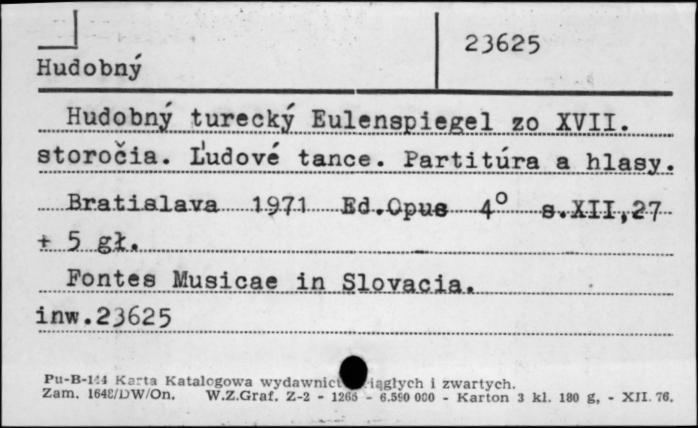 23625
Hudobný
Hudobný turecký Eulenspiegel zo XVII.
storočia. Ľudové tance. Partitúra a hlasy.
Bratislava 1971 Ed.Opus 4° s.XII,27
+ 5 gł.
Fontes Musicae in Slovacia.
inw.23625
Pu-B-144 Karta Katalogowa wydawnict ciągłych i zwartych.
Zam. 1648/DW/On. W.Z.Graf. Z-2 - 1265 - 6.590 000 - Karton 3 kl. 180 g, - XII. 76.